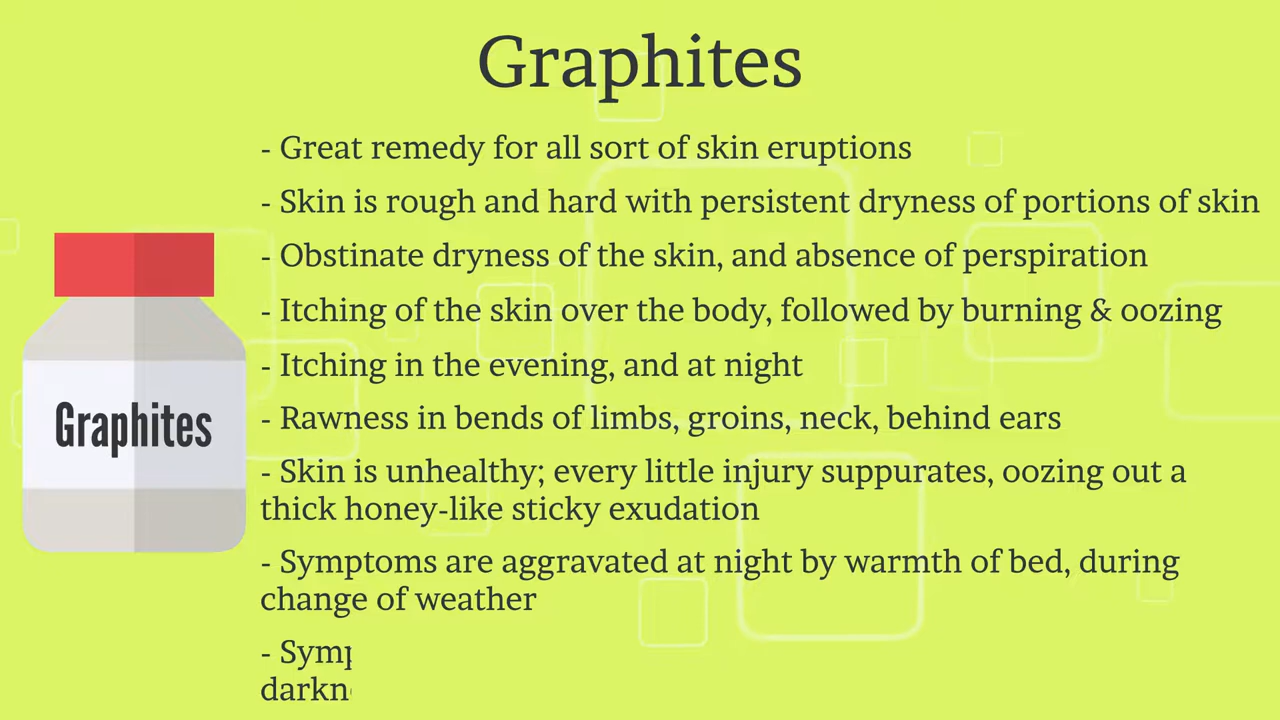 Graphites
- Great remedy for all sort of skin eruptions
- Skin is rough and hard with persistent dryness of portions of skin
- Obstinate dryness of the skin, and absence of perspiration
- Itching of the skin over the body, followed by burning & oozing
- Itching in the evening, and at night
- Rawness in bends of limbs, groins, neck, behind ears
- Skin is unhealthy; every little injury suppurates, oozing out a
thick honey-like sticky exudation
- Symptoms are aggravated at night by warmth of bed, during
change of weather
Graphites